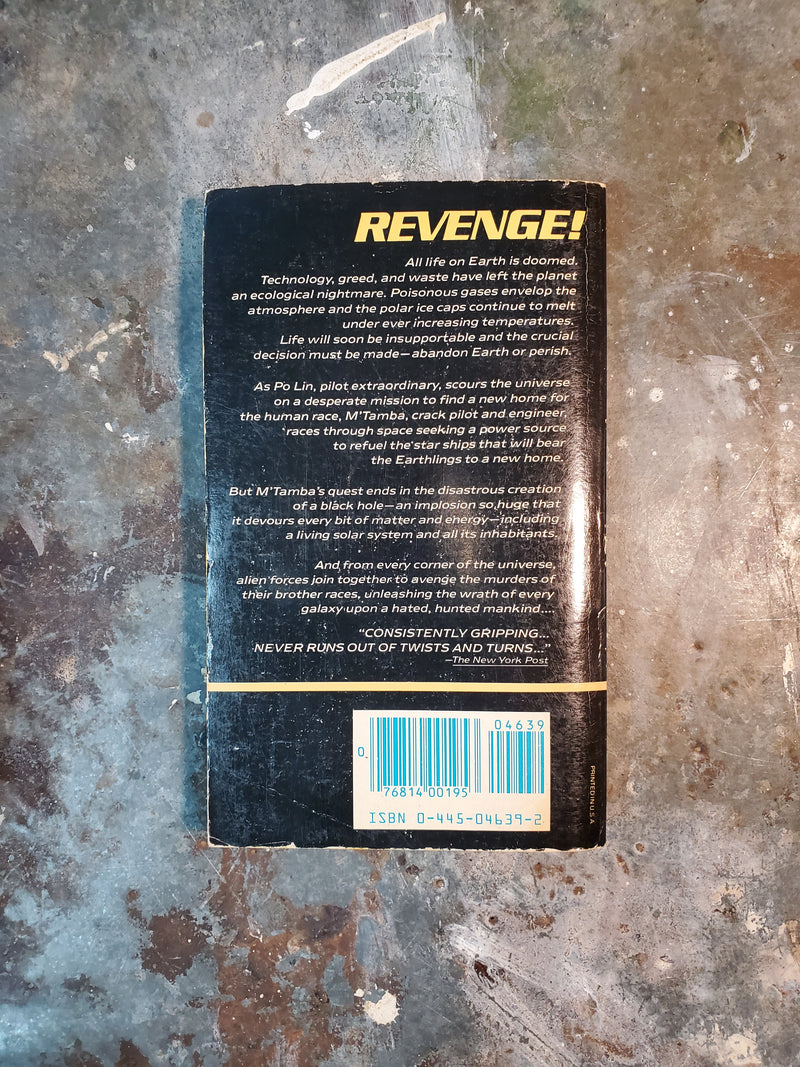 REVENGE!
All life on Earth is doomed.
Technology, greed, and waste have left the planet
an ecological nightmare. Poisonous gases envelop the
atmosphere and the polar ice caps continue to melt
under ever increasing temperatures.
Life will soon be insupportable and the crucial
decision must be made—abandon Earth or perish.
As Po Lin, pilot extraordinary, scours the universe
on a desperate mission to find a new home for
the human race, M'Tamba, crack pilot and engineer,
races through space seeking a power source
to refuel the star ships that will bear
the Earthlings to a new home.
But M'Tamba's quest ends in the disastrous creation
of a black hole—an implosion so huge that
it devours every bit of matter and energy—including
a living solar system and all its inhabitants.
And from every corner of the universe,
alien forces join together to avenge the murders of
their brother races, unleashing the wrath of every
galaxy upon a hated, hunted mankind....
"CONSISTENTLY GRIPPING...
NEVER RUNS OUT OF TWISTS AND TURNS..."
—The New York Post
04639
0
76814 00195
ISBN 0-445-04639-2
PRINTED IN U.S.A